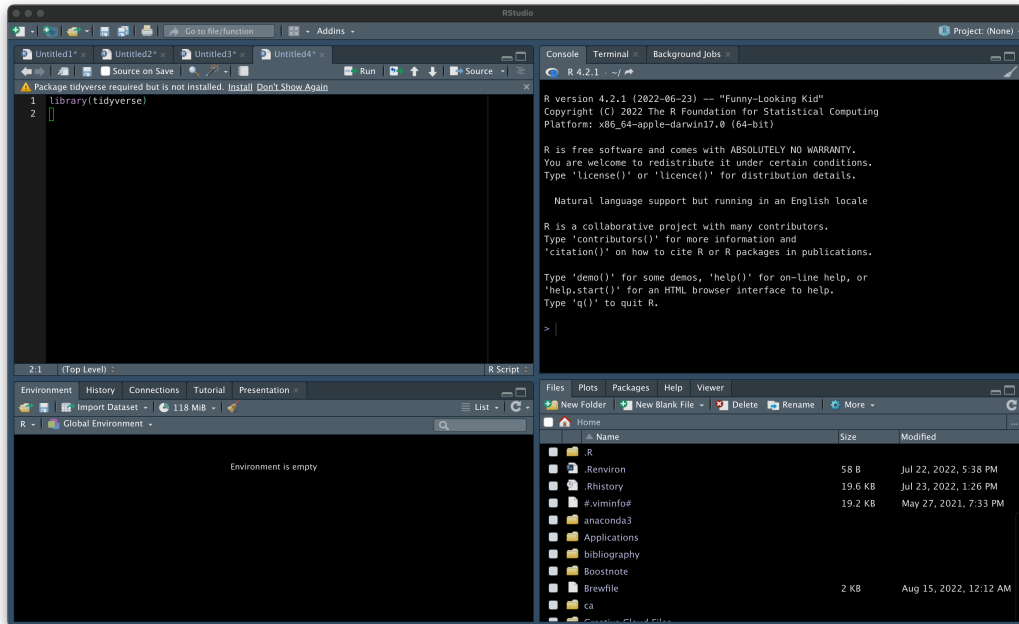 RStudio
Go to file/function
Addins
Project: (None)
Untitled1*
Untitled2*
Untitled3*
Untitled4*
Source on Save
Run
Source
Package tidyverse required but is not installed. Install Don't Show Again
1 library(tidyverse)
2
2:1 (Top Level)
R Script
Console
Terminal
Background Jobs
R 4.2.1 · ~/
R version 4.2.1 (2022-06-23) -- "Funny-Looking Kid"
Copyright (C) 2022 The R Foundation for Statistical Computing
Platform: x86_64-apple-darwin17.0 (64-bit)
R is free software and comes with ABSOLUTELY NO WARRANTY.
You are welcome to redistribute it under certain conditions.
Type 'license()' or 'licence()' for distribution details.
Natural language support but running in an English locale
R is a collaborative project with many contributors.
Type 'contributors()' for more information and
'citation()' on how to cite R or R packages in publications.
Type 'demo()' for some demos, 'help()' for on-line help, or
'help.start()' for an HTML browser interface to help.
Type 'q()' to quit R.
>
Environment
History
Connections
Tutorial
Presentation
Import Dataset
118 MiB
List
R
Global Environment
Environment is empty
Files
Plots
Packages
Help
Viewer
New Folder
New Blank File
Delete
Rename
More
Home
...
Name Size Modified
.R
.Renviron 58 B Jul 22, 2022, 5:38 PM
.Rhistory 19.6 KB Jul 23, 2022, 1:26 PM
#.viminfo# 19.2 KB May 27, 2021, 7:33 PM
anaconda3
Applications
bibliography
Boostnote
Brewfile 2 KB Aug 15, 2022, 12:12 AM
ca
Creative Cloud Files